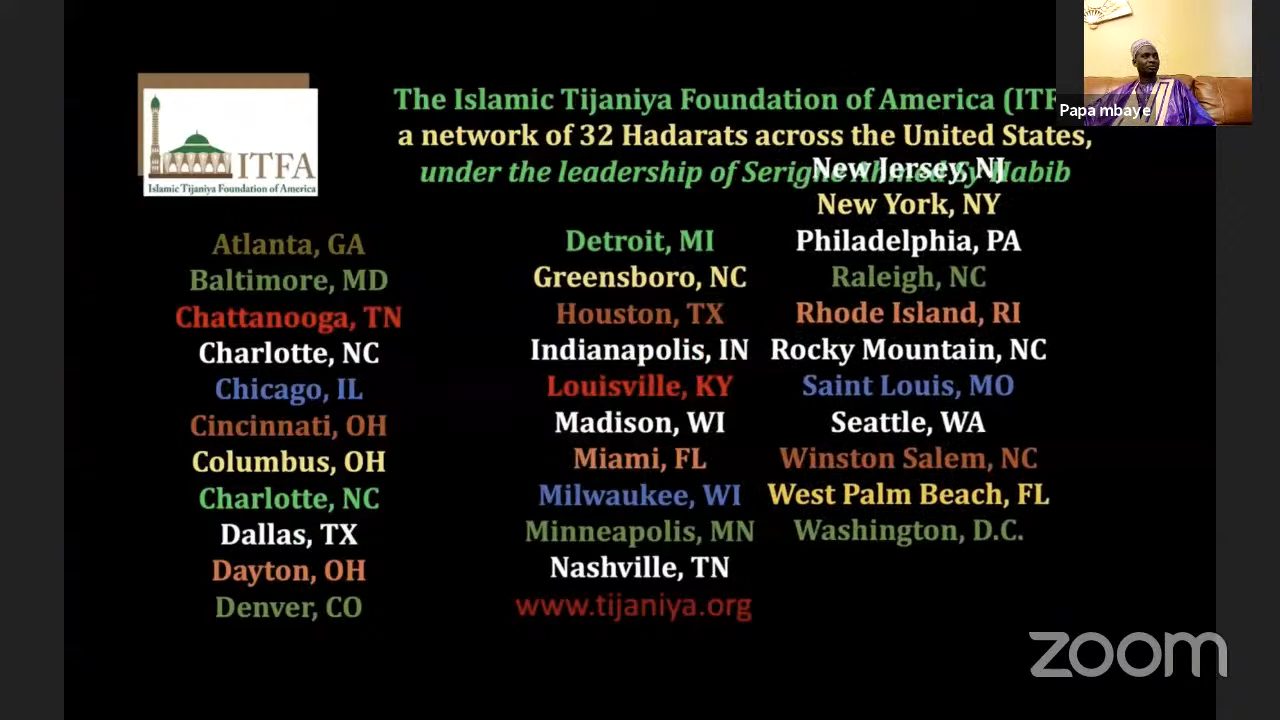 The Islamic Tijaniya Foundation of America
a network of 32 Hadarats across the United States,
under the leadership of
ITFA
Islamic Tijaniya Foundation of America
Atlanta, GA
Baltimore, MD
Chattanooga, TN
Charlotte, NC
Chicago, IL
Cincinnati, OH
Columbus, OH
Charlotte, NC
Dallas, TX
Dayton, OH
Denver, CO
Detroit, MI
Greensboro, NC
Houston, TX
Indianapolis, IN
Louisville, KY
Madison, WI
Miami, FL
Milwaukee, WI
Minneapolis, MN
Nashville, TN
www.tijaniya.org
New Jersey, NJ
New York, NY
Philadelphia, PA
Raleigh, NC
Rhode Island, RI
Rocky Mountain, NC
Saint Louis, MO
Seattle, WA
Winston Salem, NC
West Palm Beach, FL
Washington, D.C.
Papa mbaye
zoom